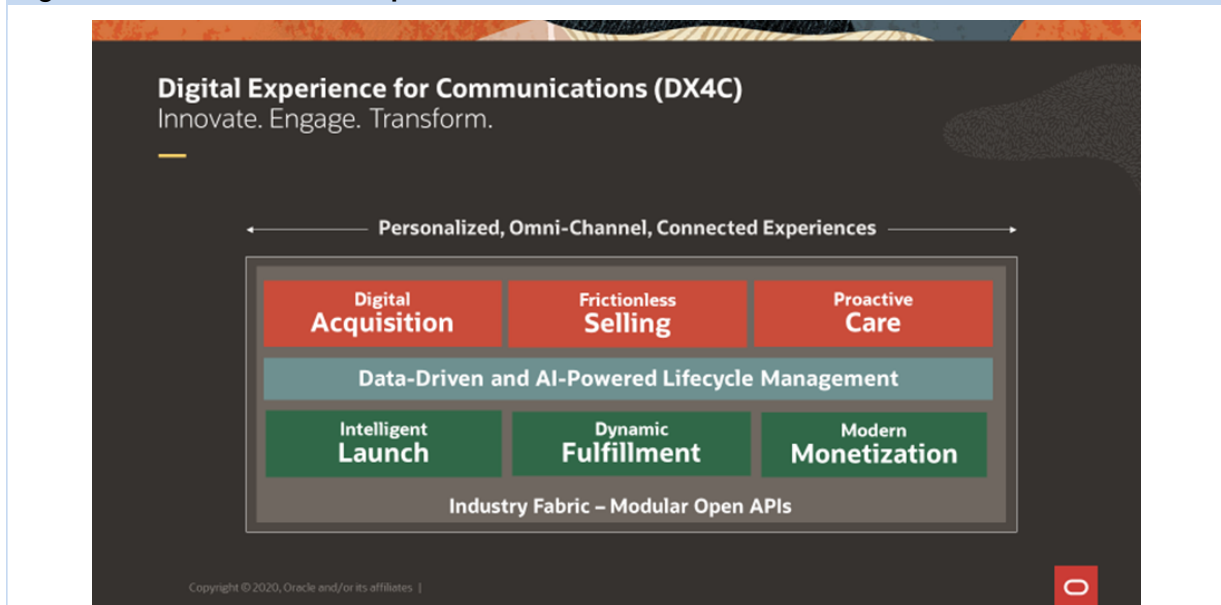 Digital Experience for Communications (DX4C)
Innovate. Engage. Transform.
Personalized, Omni-Channel, Connected Experiences
Digital
Acquisition
Frictionless
Selling
Proactive
Care
Data-Driven and AI-Powered Lifecycle Management
Intelligent
Launch
Dynamic
Fulfillment
Modern
Monetization
Industry Fabric – Modular Open APIs
Copyright © 2020, Oracle and/or its affiliates |